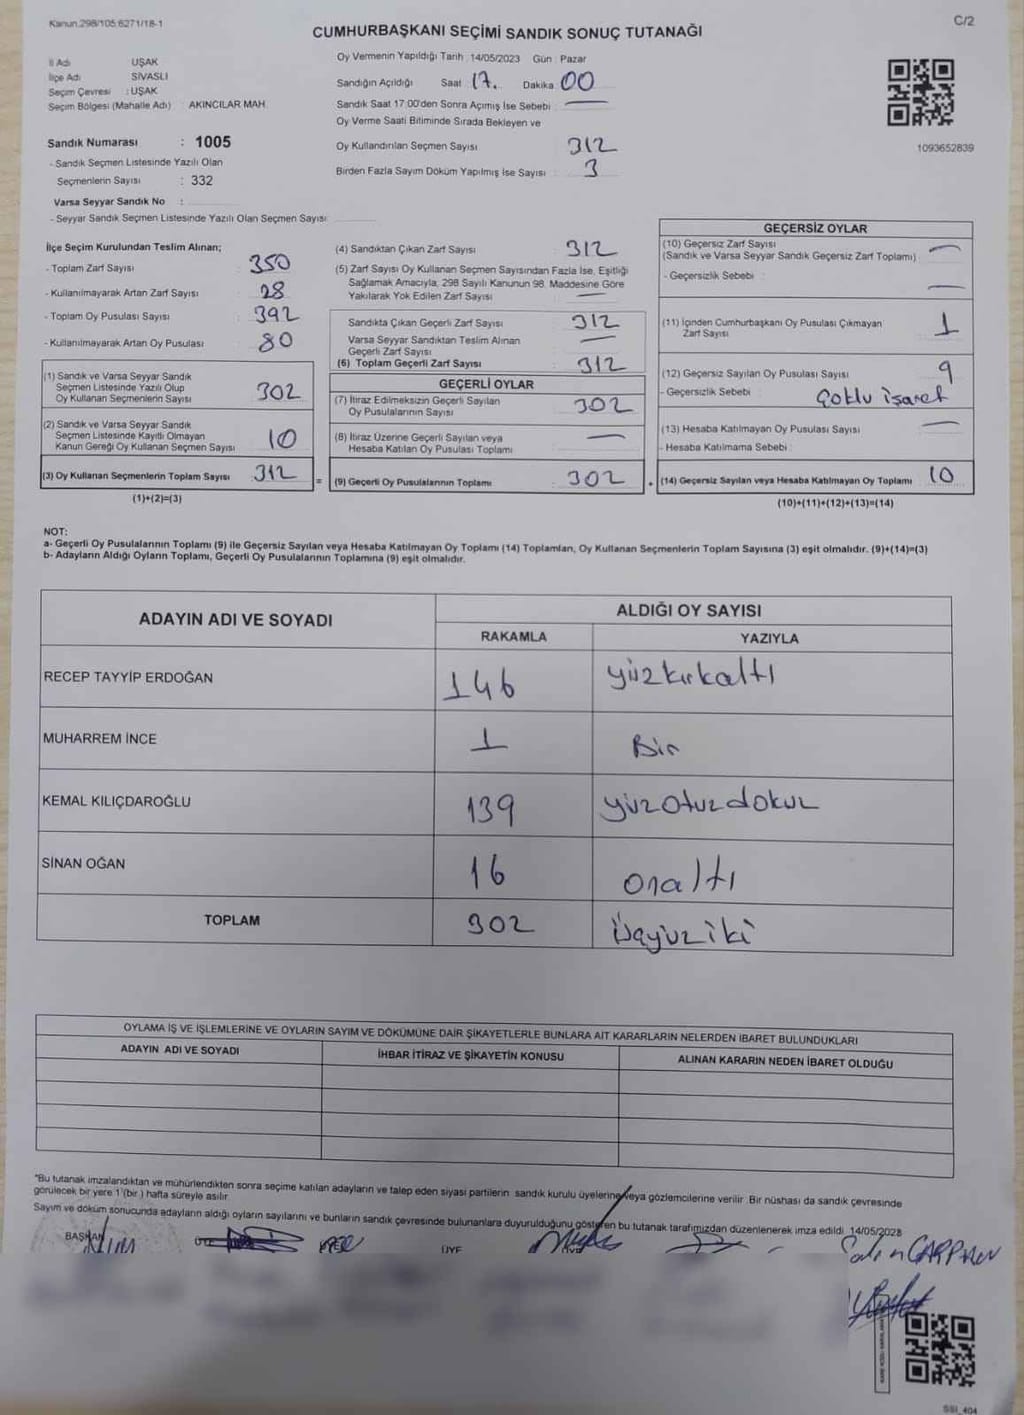 Kanun.298/105.6271/18-1
C/2
CUMHURBAŞKANI SEÇİMİ SANDIK SONUÇ TUTANAĞI
İl Adı UŞAK
İlçe Adı SİVASLI
Seçim Çevresi : UŞAK
Seçim Bölgesi (Mahalle Adı) : AKINCILAR MAH.
Sandık Numarası : 1005
- Sandık Seçmen Listesinde Yazılı Olan
Seçmenlerin Sayısı : 332
Varsa Seyyar Sandık No :
- Seyyar Sandık Seçmen Listesinde Yazılı Olan Seçmen Sayısı:
Oy Vermenin Yapıldığı Tarih : 14/05/2023 Gün : Pazar
Sandığın Açıldığı Saat 17. Dakika 00
Sandık Saat 17:00'den Sonra Açımış İse Sebebi : —
Oy Verme Saati Bitiminde Sırada Bekleyen ve
Oy Kullandırılan Seçmen Sayısı 312
Birden Fazla Sayım Döküm Yapılmış İse Sayısı : 3
1093652839
İlçe Seçim Kurulundan Teslim Alınan;
- Toplam Zarf Sayısı : 350
- Kullanılmayarak Artan Zarf Sayısı : 28
- Toplam Oy Pusulası Sayısı : 392
- Kullanılmayarak Artan Oy Pusulası : 80
(1) Sandık ve Varsa Seyyar Sandık
Seçmen Listesinde Yazılı Olup
Oy Kullanan Seçmenlerin Sayısı 302
(2) Sandık ve Varsa Seyyar Sandık
Seçmen Listesinde Kayıtlı Olmayan
Kanun Gereği Oy Kullanan Seçmen Sayısı 10
(3) Oy Kullanan Seçmenlerin Toplam Sayısı 312
(1)+(2)=(3)
(4) Sandıktan Çıkan Zarf Sayısı : 312
(5) Zarf Sayısı Oy Kullanan Seçmen Sayısından Fazla İse, Eşitliği
Sağlamak Amacıyla, 298 Sayılı Kanunun 98. Maddesine Göre
Yakılarak Yok Edilen Zarf Sayısı : —
Sandıkta Çıkan Geçerli Zarf Sayısı : 312
Varsa Seyyar Sandıktan Teslim Alınan
Geçerli Zarf Sayısı —
(6) Toplam Geçerli Zarf Sayısı : 312
GEÇERLİ OYLAR
(7) İtiraz Edilmeksizin Geçerli Sayılan
Oy Pusulalarının Sayısı 302
(8) İtiraz Üzerine Geçerli Sayılan veya
Hesaba Katılan Oy Pusulası Toplamı —
= (9) Geçerli Oy Pusulalarının Toplamı : 302
GEÇERSİZ OYLAR
(10) Geçersiz Zarf Sayısı
(Sandık ve Varsa Seyyar Sandık Geçersiz Zarf Toplamı) : —
- Geçersizlik Sebebi : —
(11) İçinden Cumhurbaşkanı Oy Pusulası Çıkmayan
Zarf Sayısı 1
(12) Geçersiz Sayılan Oy Pusulası Sayısı : 9
- Geçersizlik Sebebi : Çoklu işaret
(13) Hesaba Katılmayan Oy Pusulası Sayısı : —
- Hesaba Katılmama Sebebi :
+ (14) Geçersiz Sayılan veya Hesaba Katılmayan Oy Toplamı : 10
(10)+(11)+(12)+(13)=(14)
NOT:
a- Geçerli Oy Pusulalarının Toplamı (9) ile Geçersiz Sayılan veya Hesaba Katılmayan Oy Toplamı (14) Toplamları, Oy Kullanan Seçmenlerin Toplam Sayısına (3) eşit olmalıdır. (9)+(14)=(3)
b- Adayların Aldığı Oyların Toplamı, Geçerli Oy Pusulalarının Toplamına (9) eşit olmalıdır.
ADAYIN ADI VE SOYADI ALDIĞI OY SAYISI
RAKAMLA YAZIYLA
RECEP TAYYİP ERDOĞAN 146 yüzkırkaltı
MUHARREM İNCE 1 Bir
KEMAL KILIÇDAROĞLU 139 yüzotuzdokuz
SİNAN OĞAN 16 onaltı
TOPLAM 302 üçyüziki
OYLAMA İŞ VE İŞLEMLERİNE VE OYLARIN SAYIM VE DÖKÜMÜNE DAİR ŞİKAYETLERLE BUNLARA AİT KARARLARIN NELERDEN İBARET BULUNDUKLARI
ADAYIN ADI VE SOYADI İHBAR İTİRAZ VE ŞİKAYETİN KONUSU ALINAN KARARIN NEDEN İBARET OLDUĞU
*Bu tutanak imzalandıktan ve mühürlendikten sonra seçime katılan adayların ve talep eden siyasi partilerin sandık kurulu üyelerine veya gözlemcilerine verilir. Bir nüshası da sandık çevresinde
görülecek bir yere 1 (bir) hafta süreyle asılır.
Sayım ve döküm sonucunda adayların aldığı oyların sayılarını ve bunların sandık çevresinde bulunanlara duyurulduğunu gösteren bu tutanak tarafımızdan düzenlenerek imza edildi. 14/05/2028
BAŞKAN ÜYE ÜYE
SSI_404